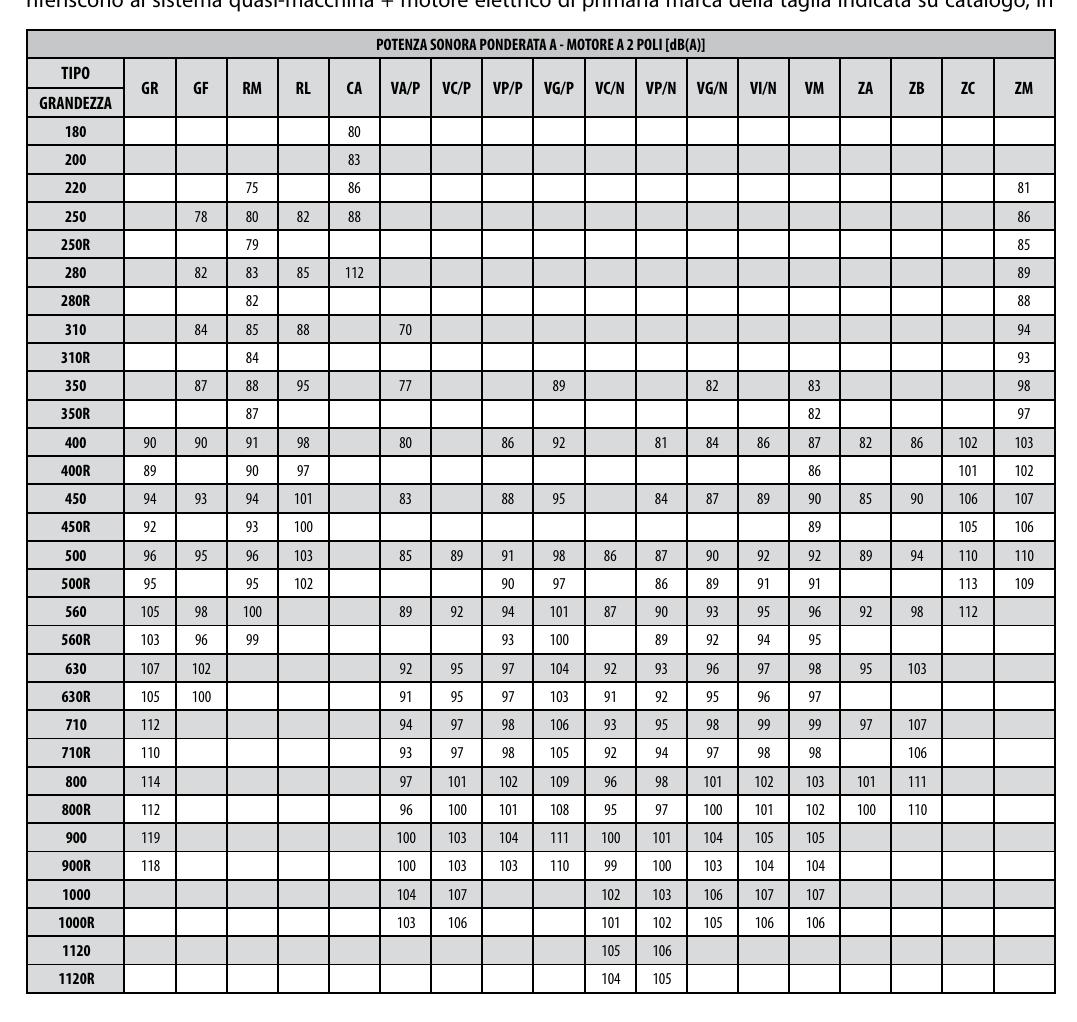 riferiscono al sistema quasi-macchina + motore elettrico di primaria marca della taglia indicata su catalogo, in
POTENZA SONORA PONDERATA A - MOTORE A 2 POLI [dB(A)]
TIPO GRANDEZZA GR GF RM RL CA VA/P VC/P VP/P VG/P VC/N VP/N VG/N VI/N VM ZA ZB ZC ZM
180 80
200 83
220 75 86 81
250 78 80 82 88 86
250R 79 85
280 82 83 85 112 89
280R 82 88
310 84 85 88 70 94
310R 84 93
350 87 88 95 77 89 82 83 98
350R 87 82 97
400 90 90 91 98 80 86 92 81 84 86 87 82 86 102 103
400R 89 90 97 86 101 102
450 94 93 94 101 83 88 95 84 87 89 90 85 90 106 107
450R 92 93 100 89 105 106
500 96 95 96 103 85 89 91 98 86 87 90 92 92 89 94 110 110
500R 95 95 102 90 97 86 89 91 91 113 109
560 105 98 100 89 92 94 101 87 90 93 95 96 92 98 112
560R 103 96 99 93 100 89 92 94 95
630 107 102 92 95 97 104 92 93 96 97 98 95 103
630R 105 100 91 95 97 103 91 92 95 96 97
710 112 94 97 98 106 93 95 98 99 99 97 107
710R 110 93 97 98 105 92 94 97 98 98 106
800 114 97 101 102 109 96 98 101 102 103 101 111
800R 112 96 100 101 108 95 97 100 101 102 100 110
900 119 100 103 104 111 100 101 104 105 105
900R 118 100 103 103 110 99 100 103 104 104
1000 104 107 102 103 106 107 107
1000R 103 106 101 102 105 106 106
1120 105 106
1120R 104 105